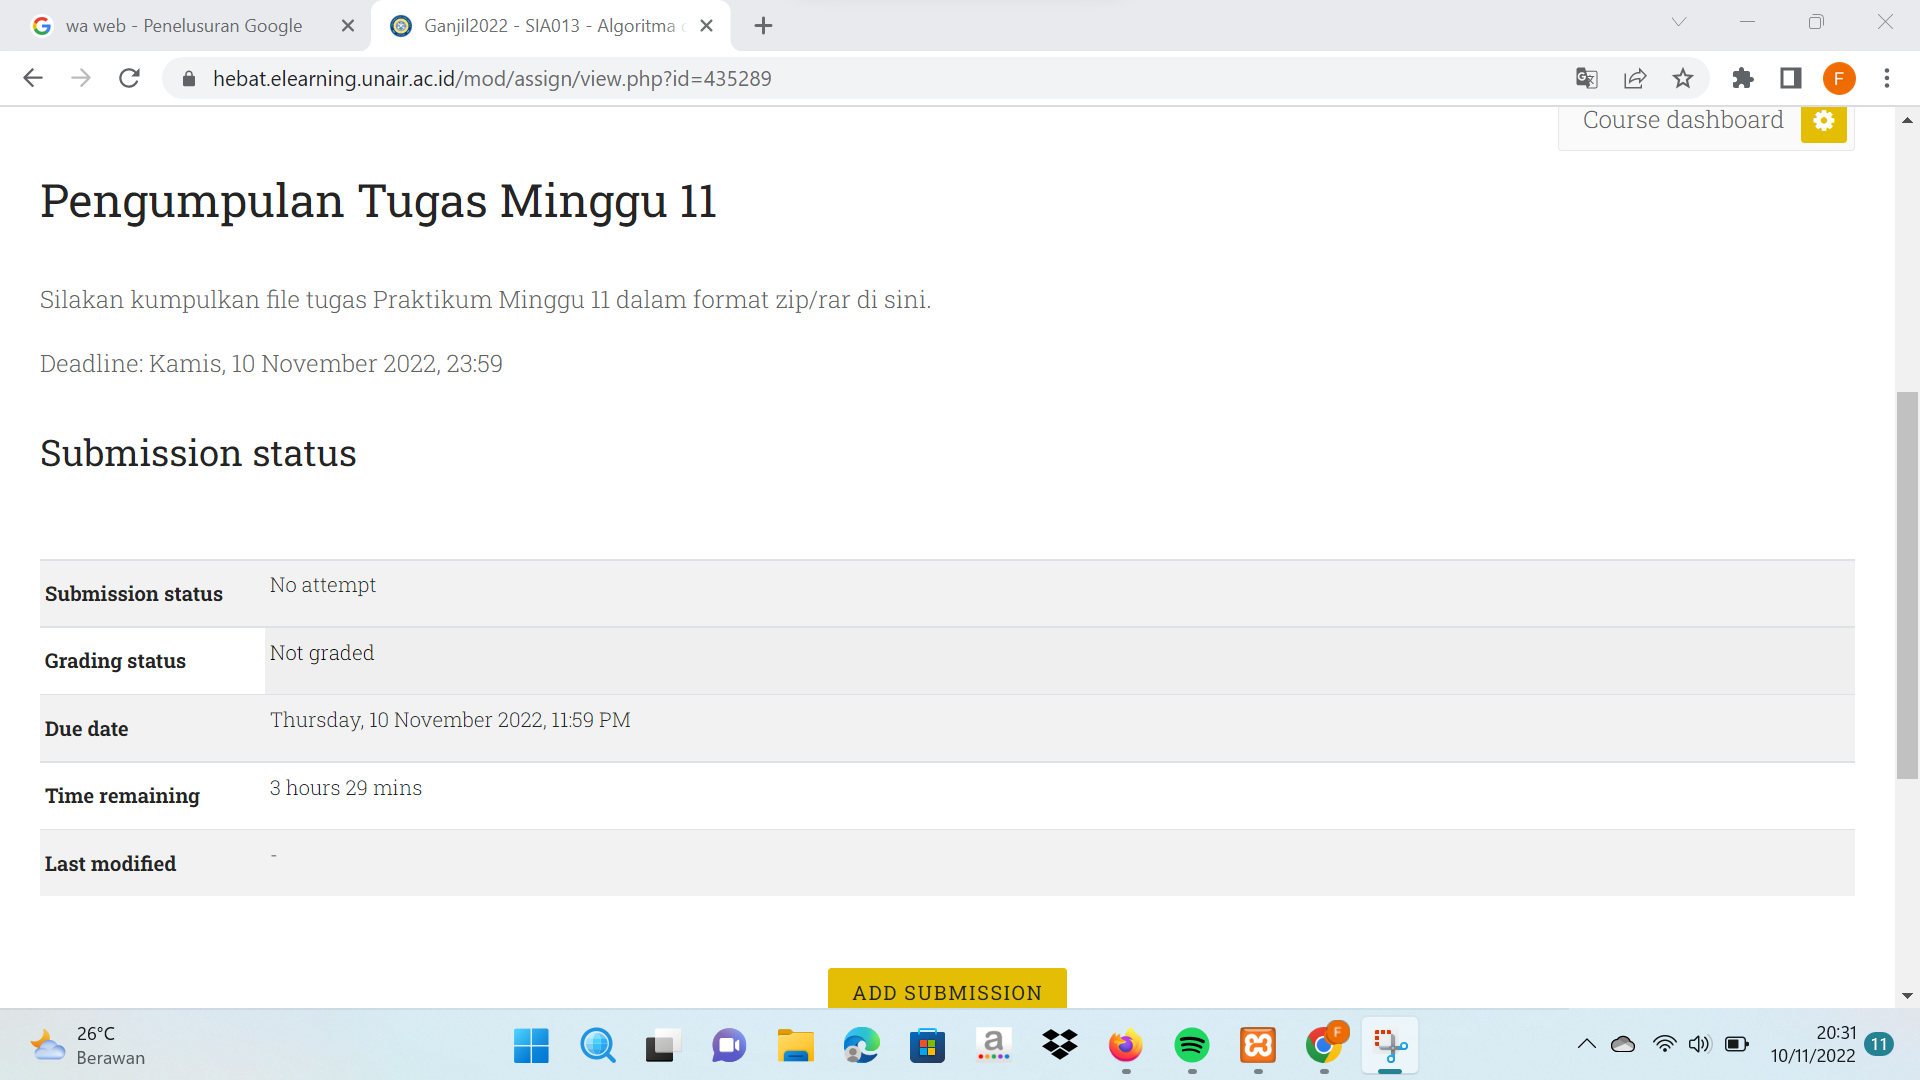 wa web - Penelusuran Google
Ganjil2022 - SIA013 - Algoritma
hebat.elearning.unair.ac.id/mod/assign/view.php?id=435289
F
Course dashboard
Pengumpulan Tugas Minggu 11
Silakan kumpulkan file tugas Praktikum Minggu 11 dalam format zip/rar di sini.
Deadline: Kamis, 10 November 2022, 23:59
Submission status
Submission status No attempt
Grading status Not graded
Due date Thursday, 10 November 2022, 11:59 PM
Time remaining 3 hours 29 mins
Last modified -
ADD SUBMISSION
26°C
Berawan
a
F
20:31
10/11/2022
11